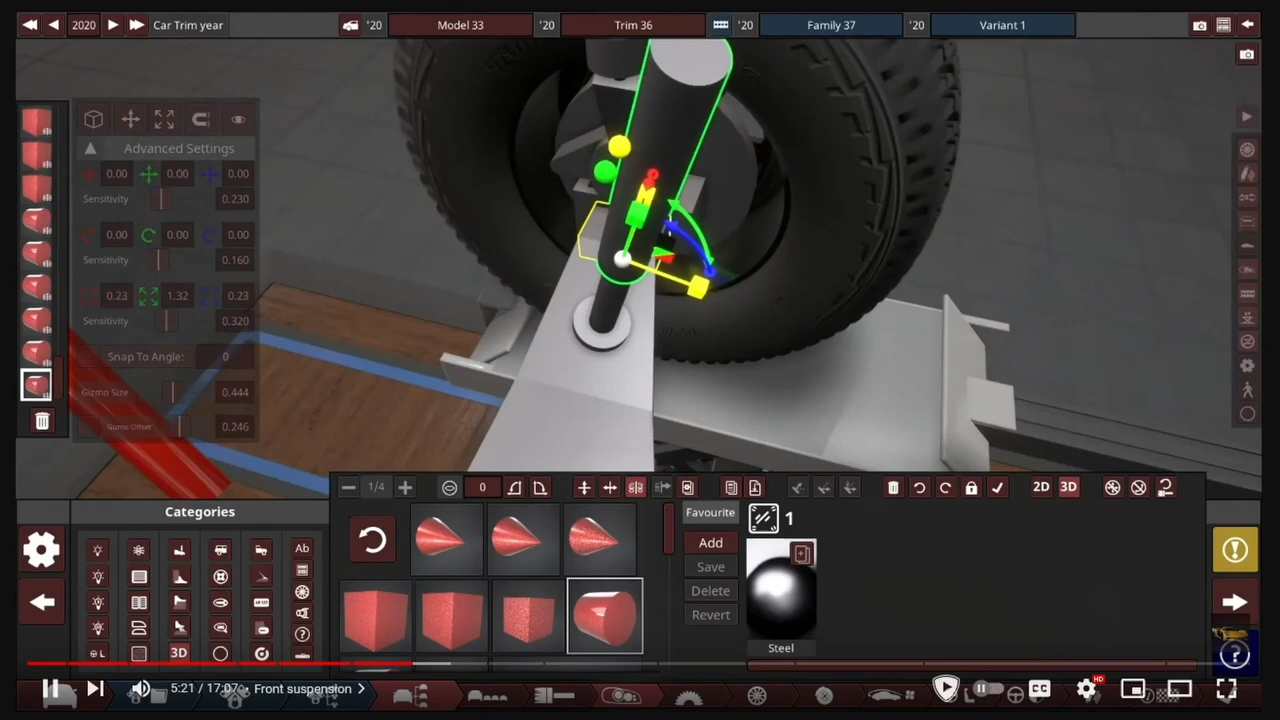 2020
Car Trim year
'20
Model 33
'20
Trim 36
'20
Family 37
'20
Variant 1
Advanced Settings
0.00
0.00
0.00
Sensitivity
0.230
0.00
0.00
0.00
Sensitivity
0.160
0.23
1.32
0.23
Sensitivity
0.320
Snap To Angle:
0
Gizmo Size
0.444
Gizmo Offset
0.246
1/4
0
2D
3D
Categories
Ab
3D
L
Favourite
Add
Save
Delete
Revert
1
Steel
?
5:21 / 17:07
Front suspension
CC
HD